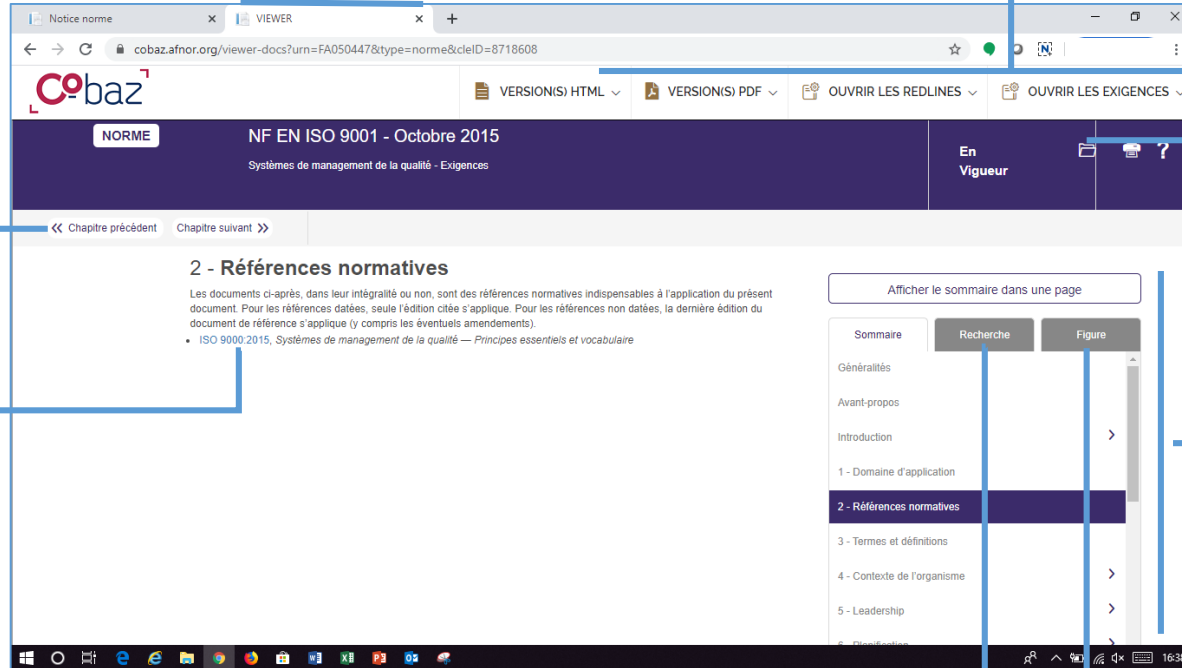 Notice norme
VIEWER
cobaz.afnor.org/viewer-docs?urn=FA050447&type=norme&cleID=8718608
Cobaz
VERSION(S) HTML
VERSION(S) PDF
OUVRIR LES REDLINES
OUVRIR LES EXIGENCES
NORME
NF EN ISO 9001 - Octobre 2015
Systèmes de management de la qualité - Exigences
En
Vigueur
?
Chapitre précédent
Chapitre suivant
2 - Références normatives
Les documents ci-après, dans leur intégralité ou non, sont des références normatives indispensables à l'application du présent
document. Pour les références datées, seule l'édition citée s'applique. Pour les références non datées, la dernière édition du
document de référence s'applique (y compris les éventuels amendements).
• ISO 9000:2015, Systèmes de management de la qualité — Principes essentiels et vocabulaire
Afficher le sommaire dans une page
Sommaire
Recherche
Figure
Généralités
Avant-propos
Introduction
1 - Domaine d'application
2 - Références normatives
3 - Termes et définitions
4 - Contexte de l'organisme
5 - Leadership
6 - Planification
16:38